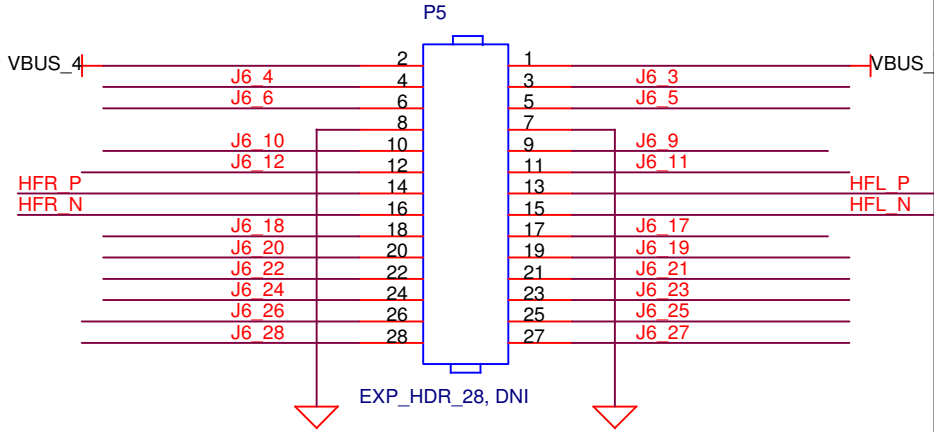 P5
VBUS_4 2 1 VBUS_
J6_4 4 3 J6_3
J6_6 6 5 J6_5
8 7
J6_10 10 9 J6_9
J6_12 12 11 J6_11
HFR_P 14 13 HFL_P
HFR_N 16 15 HFL_N
J6_18 18 17 J6_17
J6_20 20 19 J6_19
J6_22 22 21 J6_21
J6_24 24 23 J6_23
J6_26 26 25 J6_25
J6_28 28 27 J6_27
EXP_HDR_28, DNI